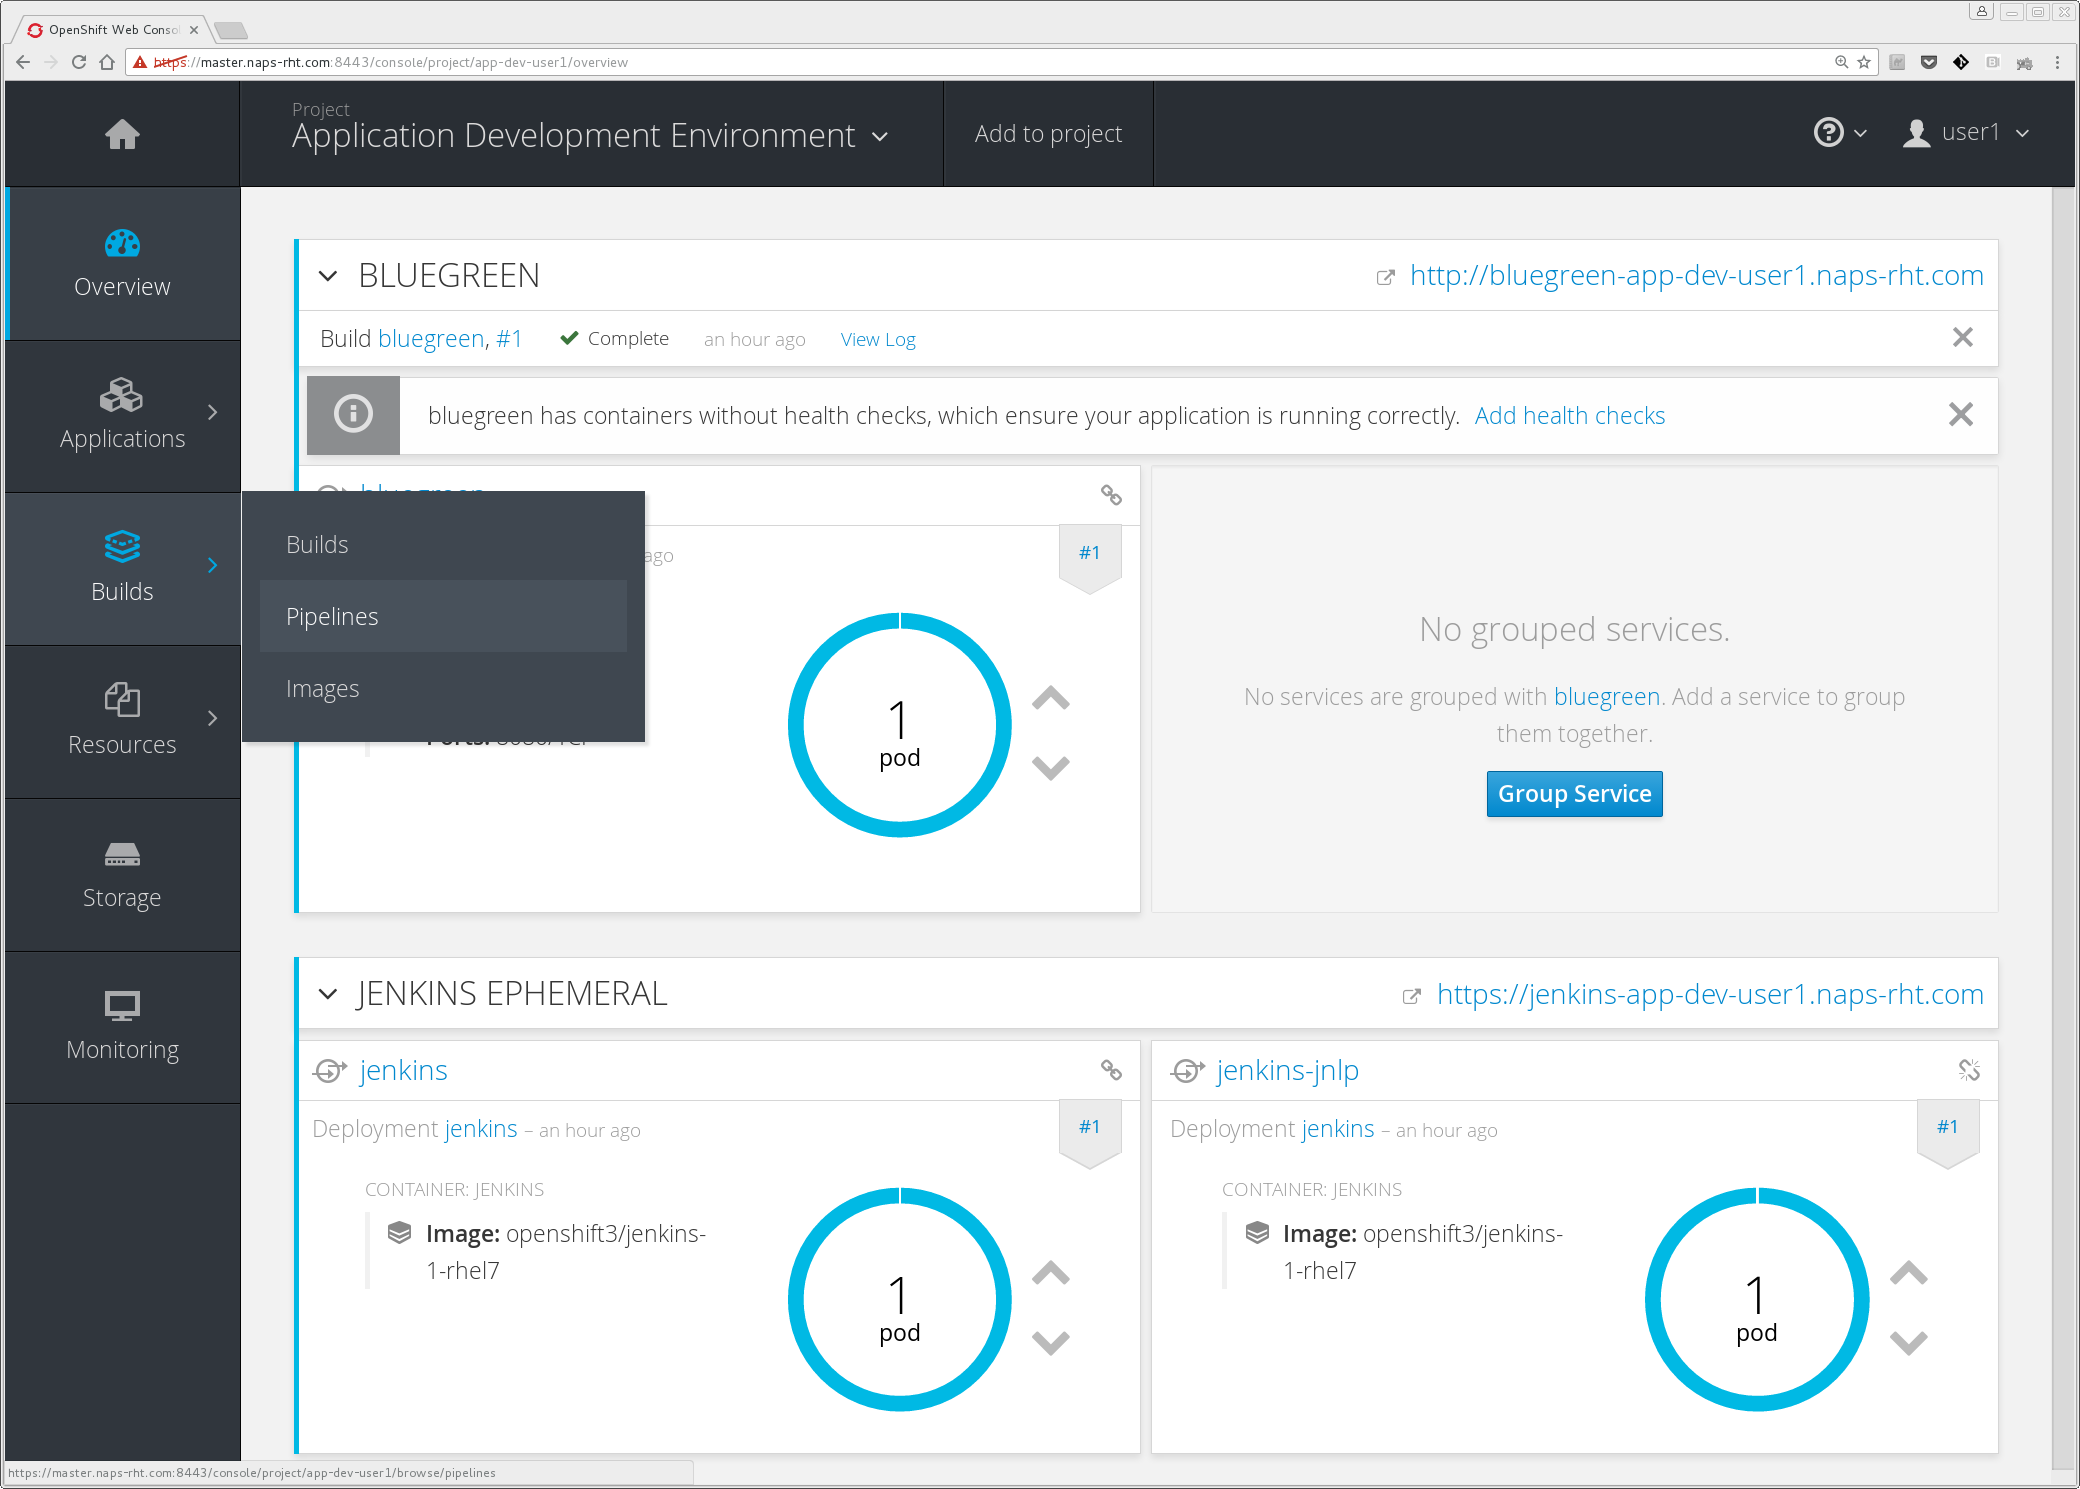 OpenShift Web Consol
https://master.naps-rht.com:8443/console/project/app-dev-user1/overview
Project
Application Development Environment
Add to project
user1
Overview
Applications
Builds
Resources
Storage
Monitoring
Builds
Pipelines
Images
BLUEGREEN
http://bluegreen-app-dev-user1.naps-rht.com
Build bluegreen, #1 Complete an hour ago View Log
bluegreen has containers without health checks, which ensure your application is running correctly. Add health checks
bluegreen
ago
#1
Ports: 8080/TCP
1
pod
No grouped services.
No services are grouped with bluegreen. Add a service to group
them together.
Group Service
JENKINS EPHEMERAL
https://jenkins-app-dev-user1.naps-rht.com
jenkins
Deployment jenkins – an hour ago
#1
CONTAINER: JENKINS
Image: openshift3/jenkins-
1-rhel7
1
pod
jenkins-jnlp
Deployment jenkins – an hour ago
#1
CONTAINER: JENKINS
Image: openshift3/jenkins-
1-rhel7
1
pod
https://master.naps-rht.com:8443/console/project/app-dev-user1/browse/pipelines